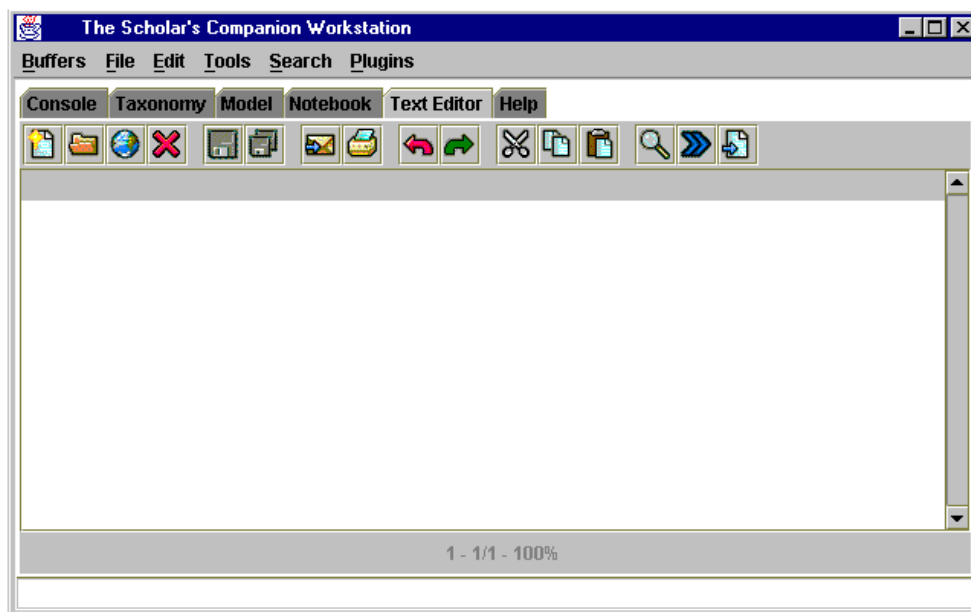 The Scholar's Companion Workstation
Buffers File Edit Tools Search Plugins
Console Taxonomy Model Notebook Text Editor Help
1 - 1/1 - 100%